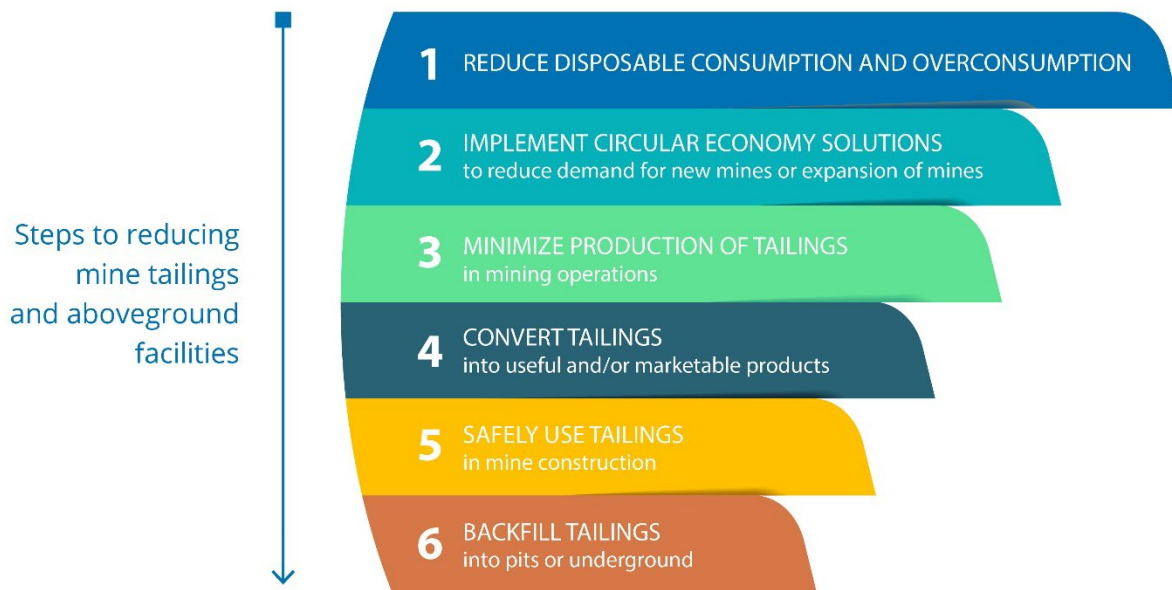 Steps to reducing
mine tailings
and aboveground
facilities
1 REDUCE DISPOSABLE CONSUMPTION AND OVERCONSUMPTION
2 IMPLEMENT CIRCULAR ECONOMY SOLUTIONS
to reduce demand for new mines or expansion of mines
3 MINIMIZE PRODUCTION OF TAILINGS
in mining operations
4 CONVERT TAILINGS
into useful and/or marketable products
5 SAFELY USE TAILINGS
in mine construction
6 BACKFILL TAILINGS
into pits or underground